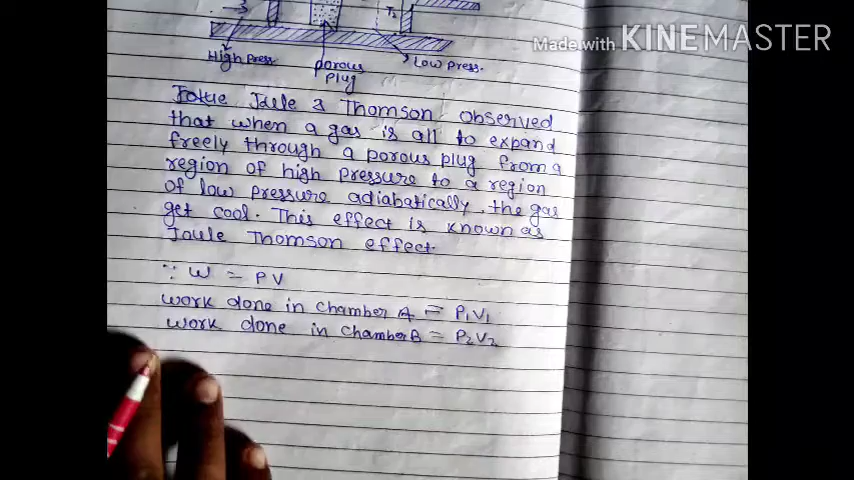 T2
Made with KINEMASTER
High Press.
porous
plug
Low Press.
Joule & Thomson observed
that when a gas is all to expand
freely through a porous plug from a
region of high pressure to a region
of low pressure adiabatically, the gas
get cool. This effect is known as
Joule Thomson effect.
∵ W = PV
work done in chamber A = P₁V₁
work done in chamber B = P₂V₂